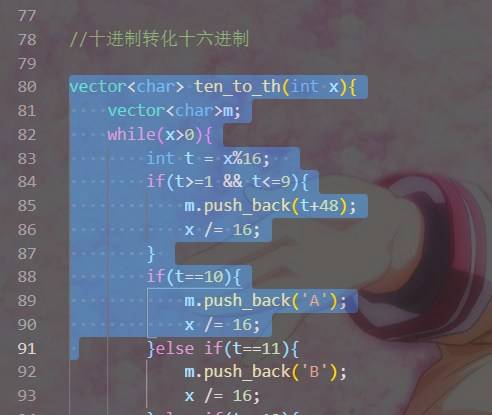 77
78 //十进制转化十六进制
79
80 vector<char> ten_to_th(int x){
81     vector<char>m;
82     while(x>0){
83         int t = x%16;
84         if(t>=1 && t<=9){
85             m.push_back(t+48);
86             x /= 16;
87         }
88         if(t==10){
89             m.push_back('A');
90             x /= 16;
91         }else if(t==11){
92             m.push_back('B');
93             x /= 16;